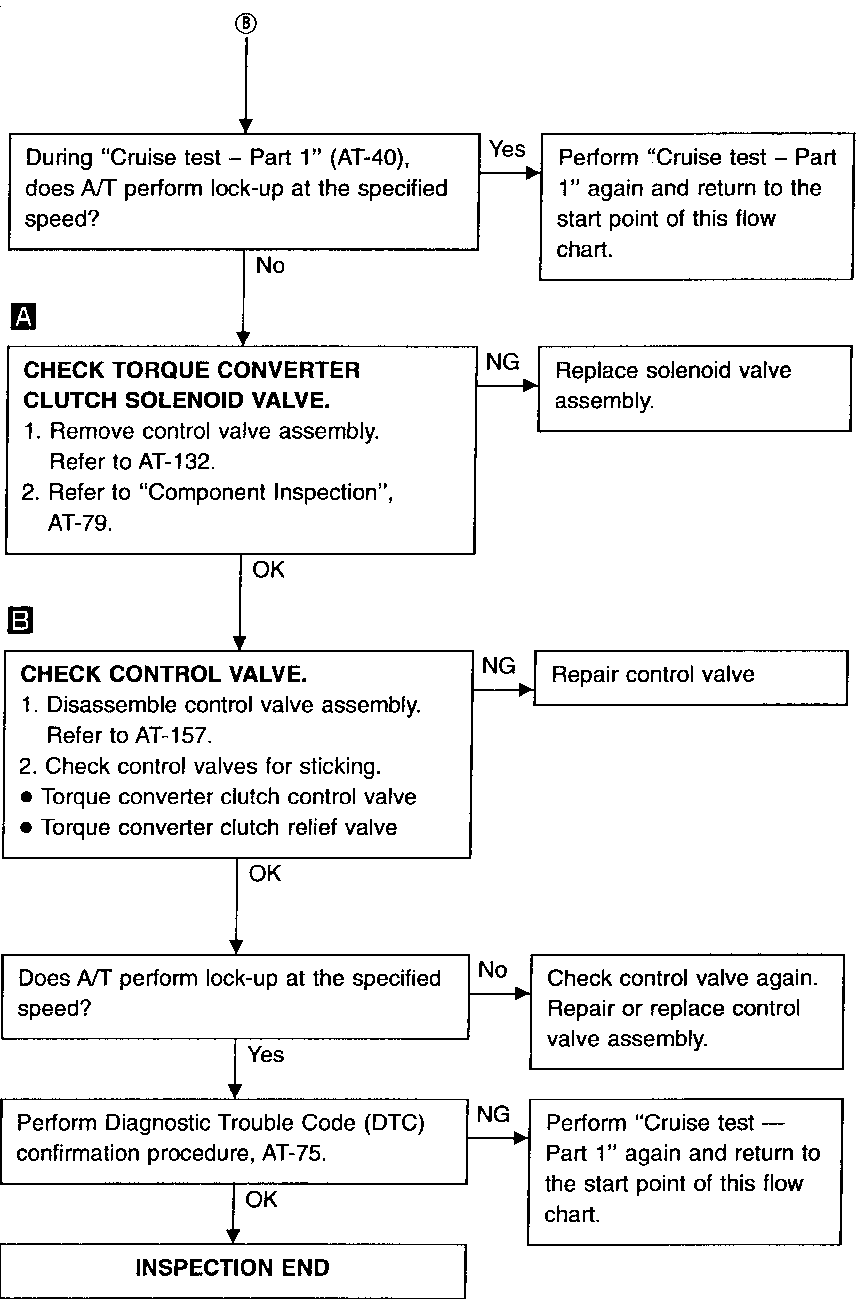 Ⓑ
During “Cruise test – Part 1” (AT-40),
does A/T perform lock-up at the specified
speed?
Yes
Perform “Cruise test – Part
1” again and return to the
start point of this flow
chart.
No
A
CHECK TORQUE CONVERTER
CLUTCH SOLENOID VALVE.
1. Remove control valve assembly.
Refer to AT-132.
2. Refer to “Component Inspection”,
AT-79.
NG
Replace solenoid valve
assembly.
OK
B
CHECK CONTROL VALVE.
1. Disassemble control valve assembly.
Refer to AT-157.
2. Check control valves for sticking.
● Torque converter clutch control valve
● Torque converter clutch relief valve
NG
Repair control valve
OK
Does A/T perform lock-up at the specified
speed?
No
Check control valve again.
Repair or replace control
valve assembly.
Yes
Perform Diagnostic Trouble Code (DTC)
confirmation procedure, AT-75.
NG
Perform “Cruise test —
Part 1” again and return to
the start point of this flow
chart.
OK
INSPECTION END